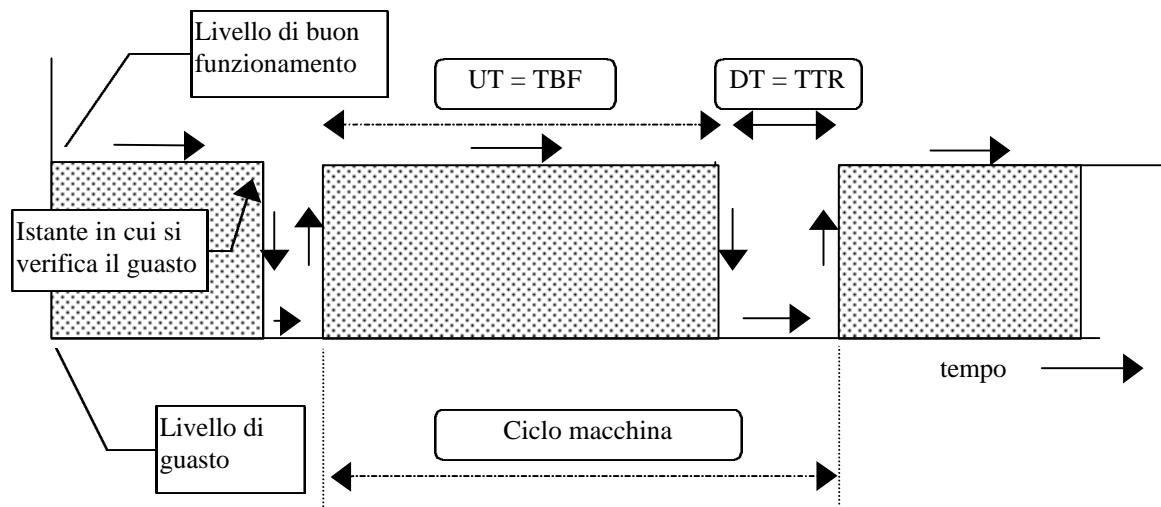 Livello di buon
funzionamento
UT = TBF
DT = TTR
Istante in cui si
verifica il guasto
tempo
Livello di
guasto
Ciclo macchina